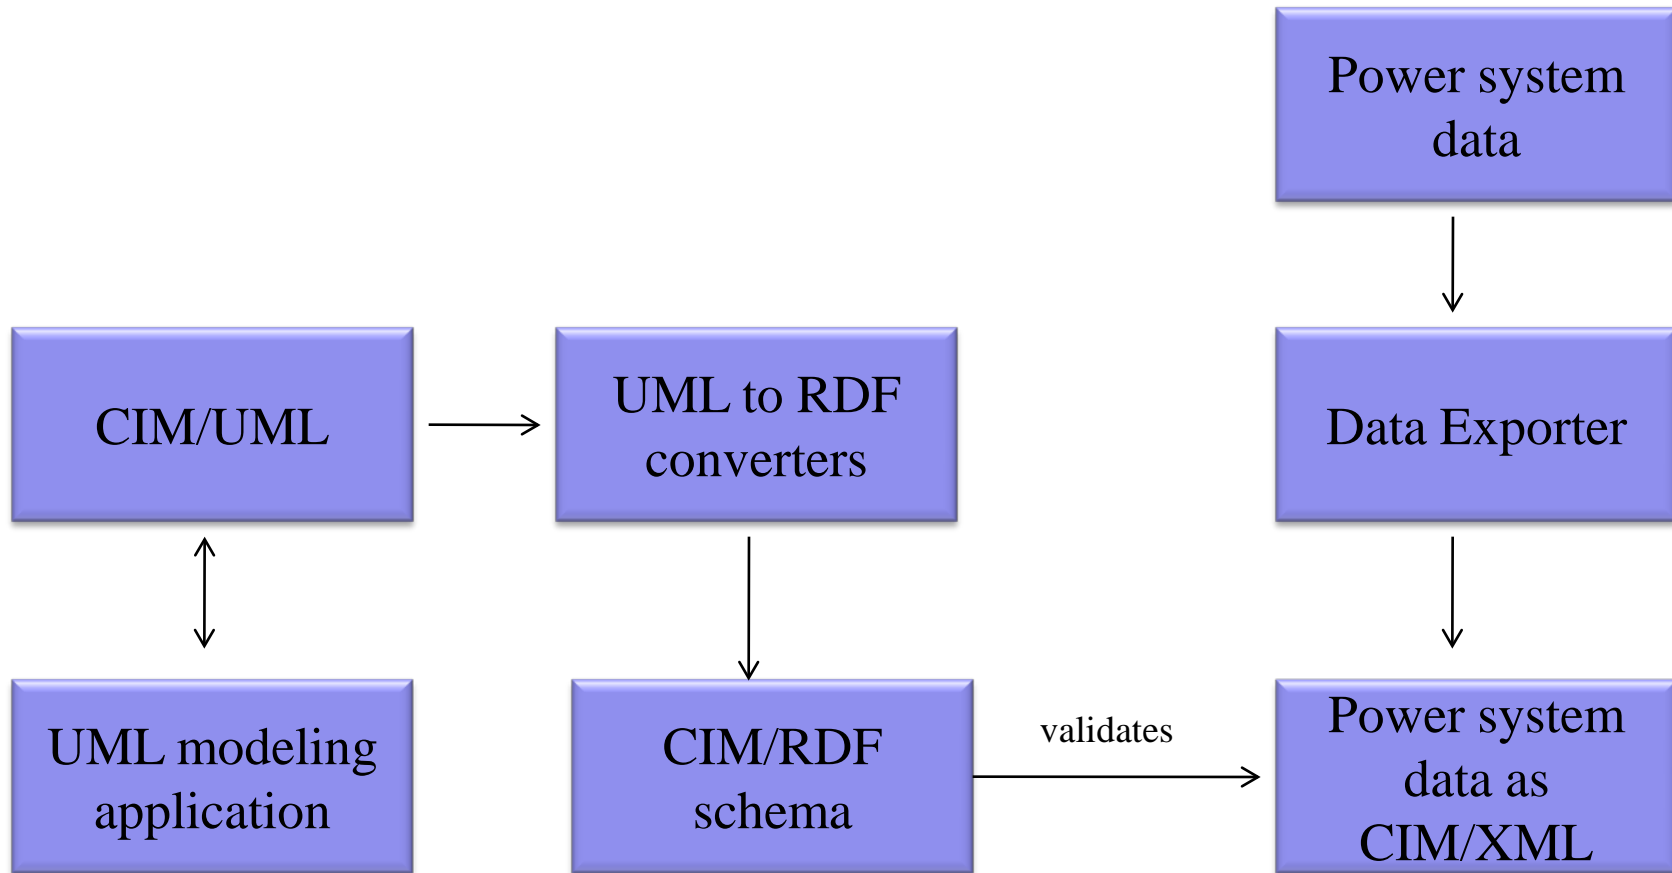 Power system
data
CIM/UML
UML to RDF
converters
Data Exporter
UML modeling
application
CIM/RDF
schema
validates
Power system
data as
CIM/XML